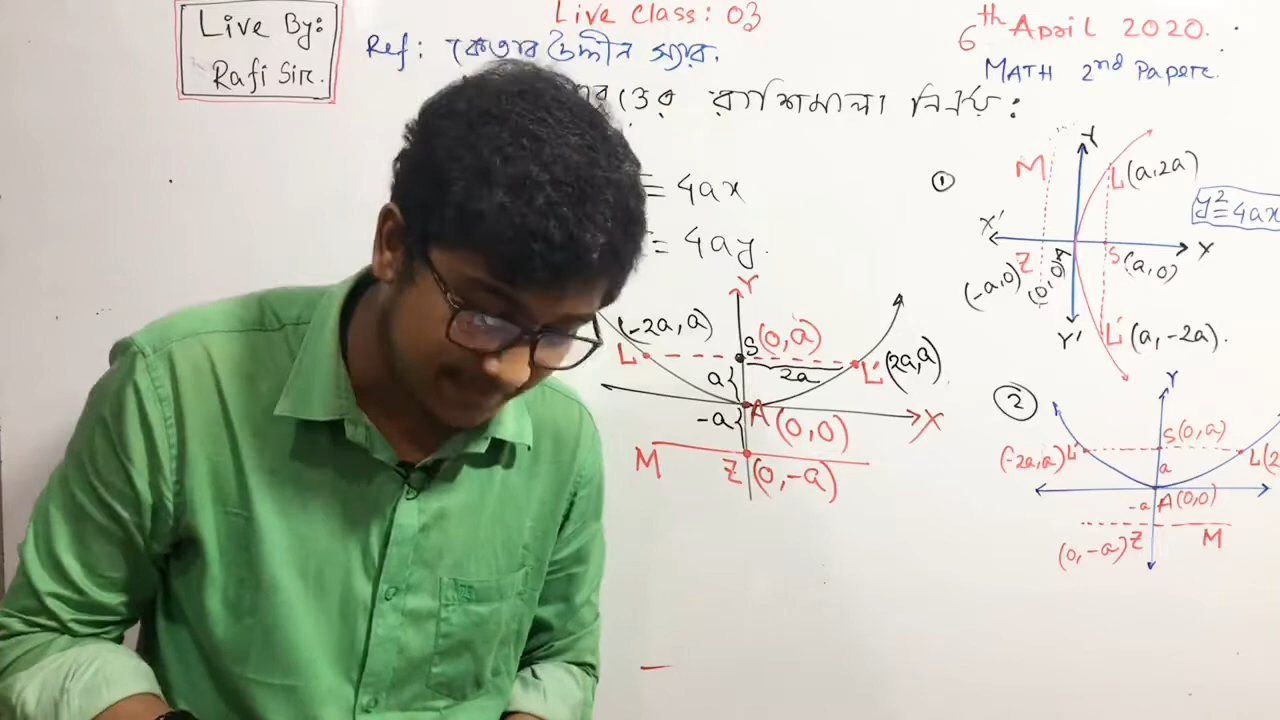 Live By:
Rafi Sir.
Live Class: 03
Ref: কেতাব উদ্দীন স্যার.
6th April 2020.
MATH 2nd Paper.
রাশিমালা নির্ণয়:
= 4ax
= 4ay.
Y
(-2a, a)
S (0, a)
L
2a
L' (2a, a)
a
-a
A (0,0)
X
M
Z (0, -a)
①
Y
M
L (a, 2a)
y² = 4ax
X'
X
Z
A
S (a, 0)
(-a, 0)
(0, 0)
Y'
L' (a, -2a).
②
Y
S (0, a)
(-2a, a) L'
L (2
a
-a
A (0,0)
(0, -a) Z
M